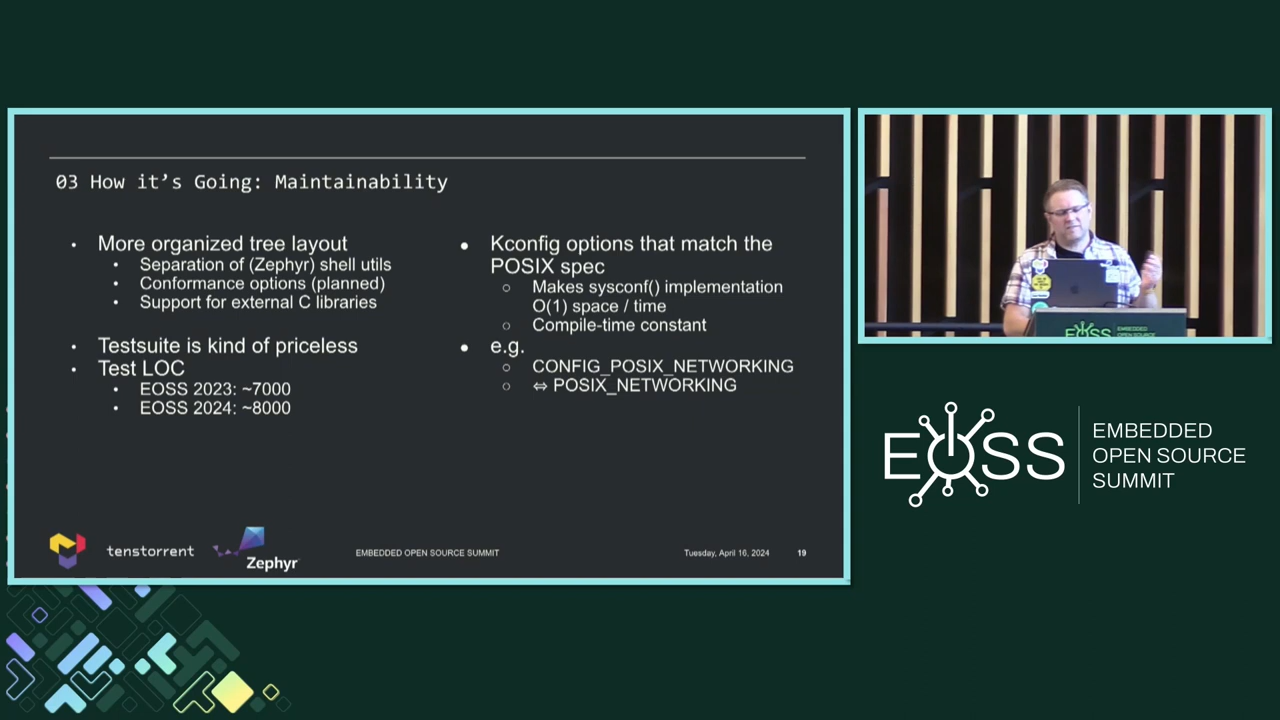 03 How it’s Going: Maintainability
• More organized tree layout
• Separation of (Zephyr) shell utils
• Conformance options (planned)
• Support for external C libraries
• Testsuite is kind of priceless
• Test LOC
• EOSS 2023: ~7000
• EOSS 2024: ~8000
● Kconfig options that match the
POSIX spec
○ Makes sysconf() implementation
O(1) space / time
○ Compile-time constant
● e.g.
○ CONFIG_POSIX_NETWORKING
○ ⇔ POSIX_NETWORKING
tenstorrent
Zephyr
EMBEDDED OPEN SOURCE SUMMIT
Tuesday, April 16, 2024
19
EOSS
EOSS
EMBEDDED
OPEN SOURCE
SUMMIT